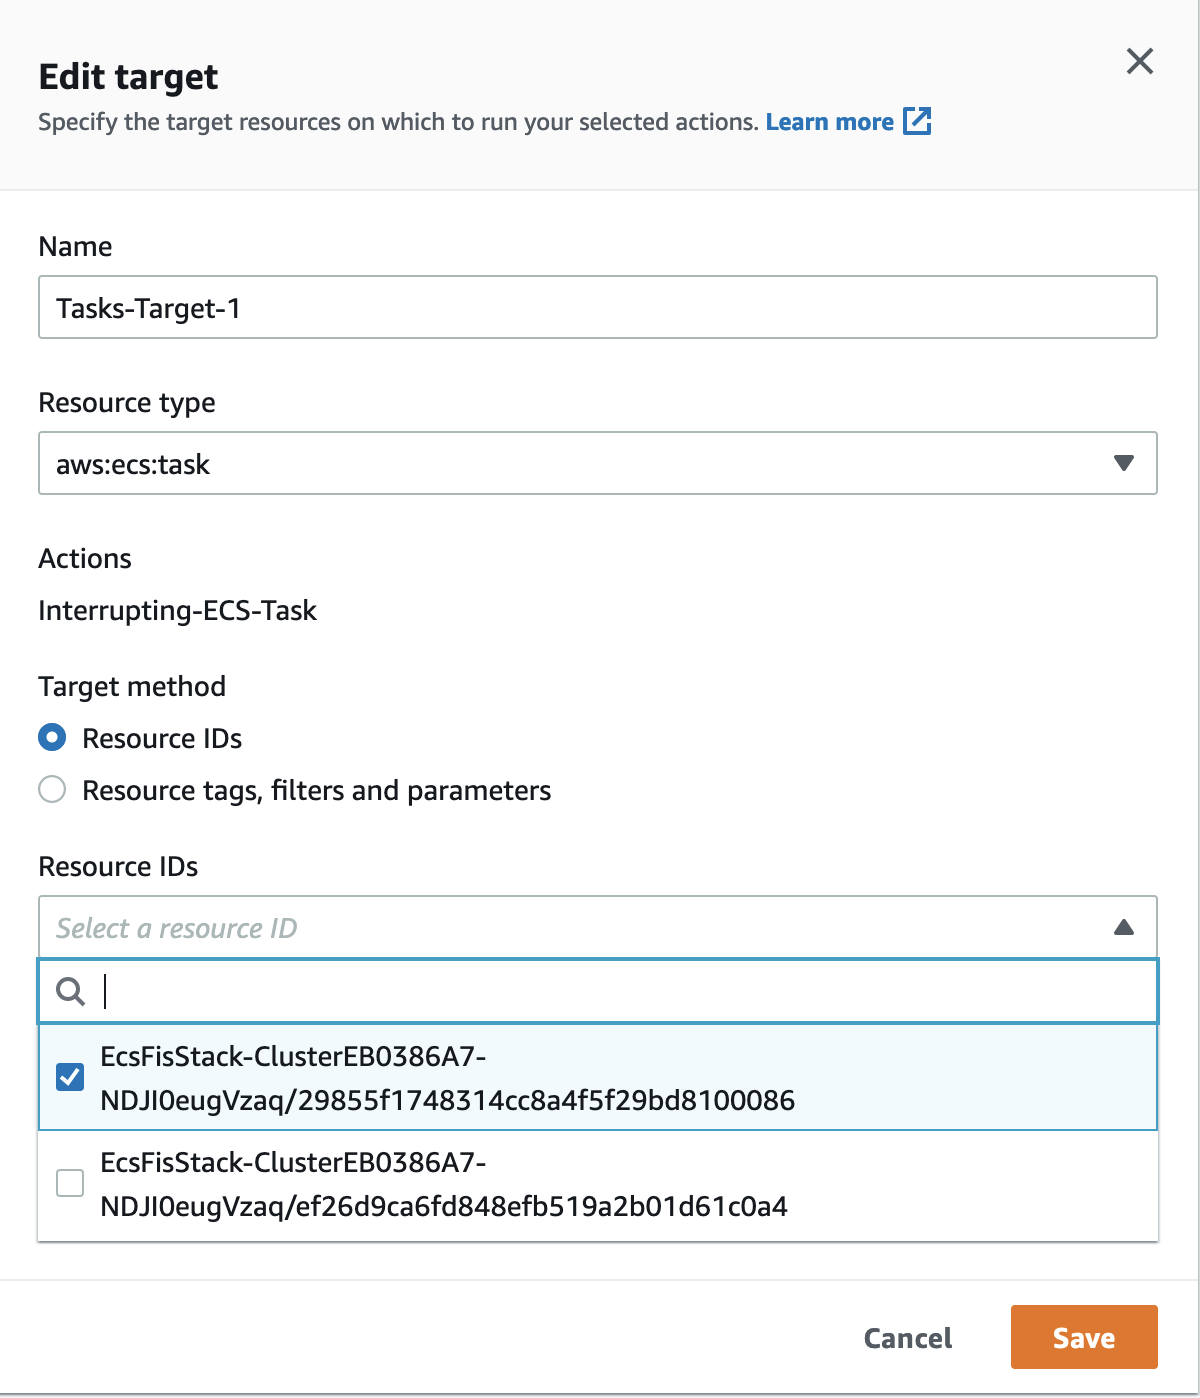 Edit target
Specify the target resources on which to run your selected actions. Learn more
Name
Tasks-Target-1
Resource type
aws:ecs:task
Actions
Interrupting-ECS-Task
Target method
Resource IDs
Resource tags, filters and parameters
Resource IDs
Select a resource ID
EcsFisStack-ClusterEB0386A7-
NDJI0eugVzaq/29855f1748314cc8a4f5f29bd8100086
EcsFisStack-ClusterEB0386A7-
NDJI0eugVzaq/ef26d9ca6fd848efb519a2b01d61c0a4
Cancel
Save